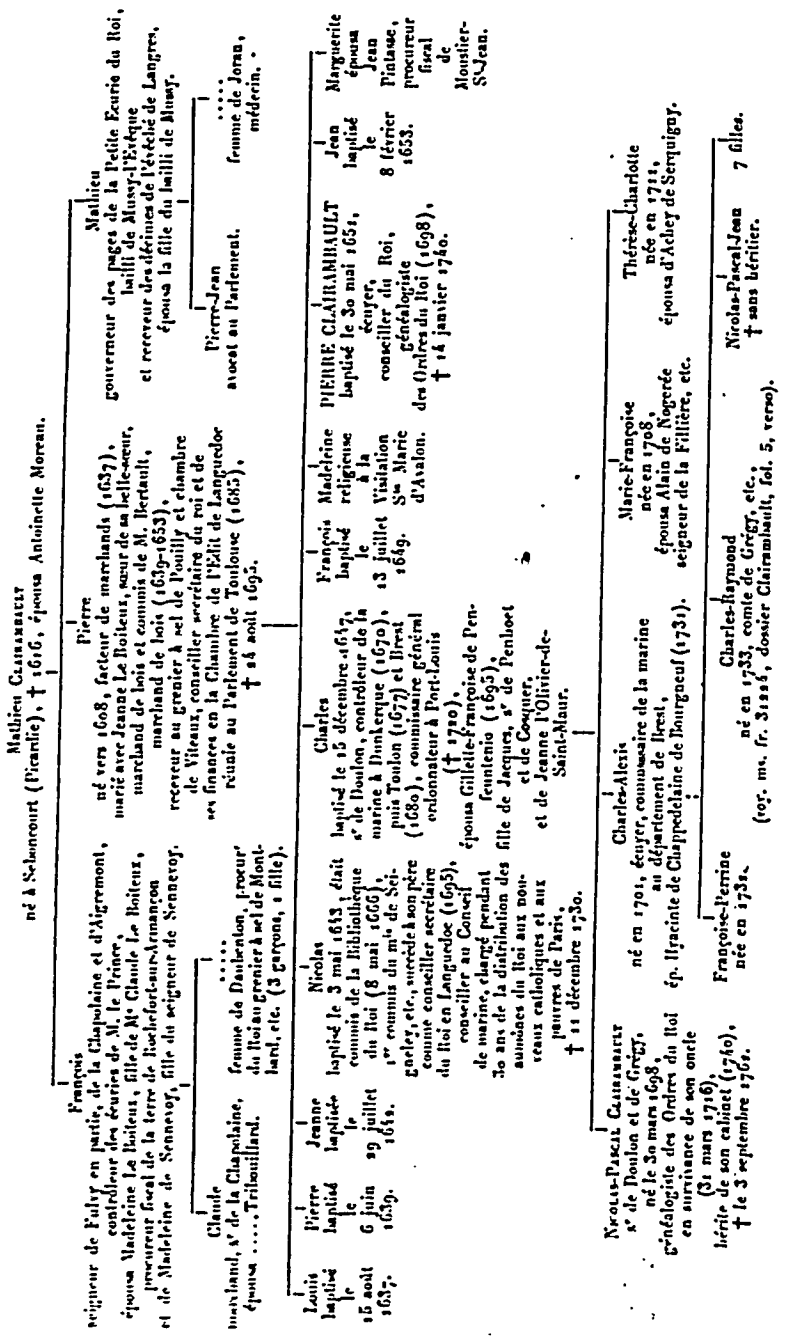 Mathieu CLAIRAMBAULT
né à Seboncourt (Picardie), † 1616, épousa Antoinette Moreau.
François
seigneur de Fulvy en partie, de la Chapolaine et d'Aigremont,
contrôleur des écuries de M. le Prince,
épousa Madeleine Le Boiteux, fille de Me Claude Le Boiteux,
procureur fiscal de la terre de Rochefort-sur-Armançon
et de Madeleine de Sennevoy, fille du seigneur de Sennevoy.
Pierre
né vers 1608, facteur de marchands (1637),
marié avec Jeanne Le Boiteux, sœur de sa belle-sœur,
marchand de bois et commis de M. Bertault,
marchand de bois (1639-1653),
receveur au grenier à sel de Pouilly et chambre
de Viteaux, conseiller secrétaire du roi et de
ses finances en la Chambre de l'Édit de Languedoc
réunie au Parlement de Toulouse (1685),
† 14 août 1695.
Mathieu
gouverneur des pages de la Petite Écurie du Roi,
bailli de Mussy-l'Évêque
et receveur des décimes de l'évêché de Langres,
épousa la fille du bailli de Mussy.
Claude
marchand, sr de la Chapolaine,
épousa ..... Tribouillard.
.....
femme de Daubenton, procur'
du Roi au grenier à sel de Mont-
bard, etc. (3 garçons, 1 fille).
Pierre-Jean
avocat au Parlement.
.....
femme de Joran,
médecin.
Louis
baptisé
le
15 août
1637.
Pierre
baptisé
le
6 juin
1639.
Jeanne
baptisée
le
29 juillet
Nicolas
baptisé le 3 mai 1643, était
commis de la Bibliothèque
du Roi (8 mai 1666),
1er commis du mis de Sei-
gneley, etc., succède à son père
comme conseiller secrétaire
du Roi en Languedoc (1695),
conseiller au Conseil
de marine, chargé pendant
30 ans de la distribution des
aumônes du Roi aux nou-
veaux catholiques et aux
pauvres de Paris,
† 11 décembre 1730.
Charles
baptisé le 15 décembre 1647,
sr de Doulon, contrôleur de la
marine à Dunkerque (1670),
puis Toulon (1677) et Brest
(1680), commissaire général
ordonnateur à Port-Louis
(† 1720),
épousa Gillette-Françoise de Pen-
feuntenio (1695),
fille de Jacques, sr de Penhoet
et de Cosquer,
et de Jeanne l'Olivier-de-
Saint-Maur.
François
baptisé
le
13 juillet
1649.
Madeleine
religieuse
à la
Visitation
Ste Marie
d'Avalon.
PIERRE CLAIRAMBAULT
baptisé le 30 mai 1651,
écuyer,
conseiller du Roi,
généalogiste
des Ordres du Roi (1698),
† 14 janvier 1740.
Jean
baptisé
le
8 février
1653.
Marguerite
épousa
Jean
Pintasse,
procureur
fiscal
de
Moustier-
St-Jean.
NICOLAS-PASCAL CLAIRAMBAULT
sr de Doulon et de Grégy,
né le 30 mars 1698,
généalogiste des Ordres du Roi
en survivance de son oncle
(31 mars 1716),
hérite de son cabinet (1740),
† le 3 septembre 1762.
Charles-Alexis
né en 1701, écuyer, commissaire de la marine
au département de Brest,
ép. Hyacinte de Chappedelaine de Bourgneuf (1731).
Marie-Françoise
née en 1708,
épousa Alain de Nogerée
seigneur de la Fillière, etc.
Thérèse-Charlotte
née en 1711,
épousa d'Achey de Serquigny.
Françoise-Perrine
née en 1732.
Charles-Raymond
né en 1733, comte de Grégy, etc.,
(voy. ms. fr. 31226, dossier Clairambault, fol. 5, verso).
Nicolas-Pascal-Jean
† sans héritier.
7 filles.